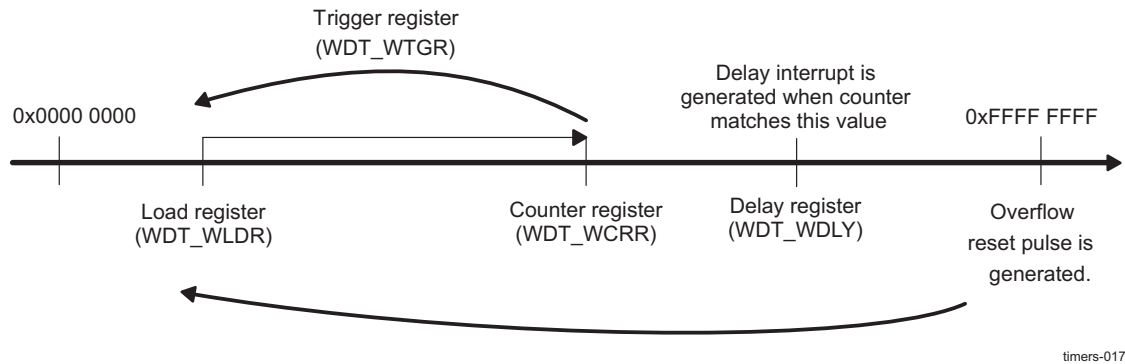 Trigger register
(WDT_WTGR)
Delay interrupt is
generated when counter
matches this value
0x0000 0000
0xFFFF FFFF
Load register
(WDT_WLDR)
Counter register
(WDT_WCRR)
Delay register
(WDT_WDLY)
Overflow
reset pulse is
generated.
timers-017